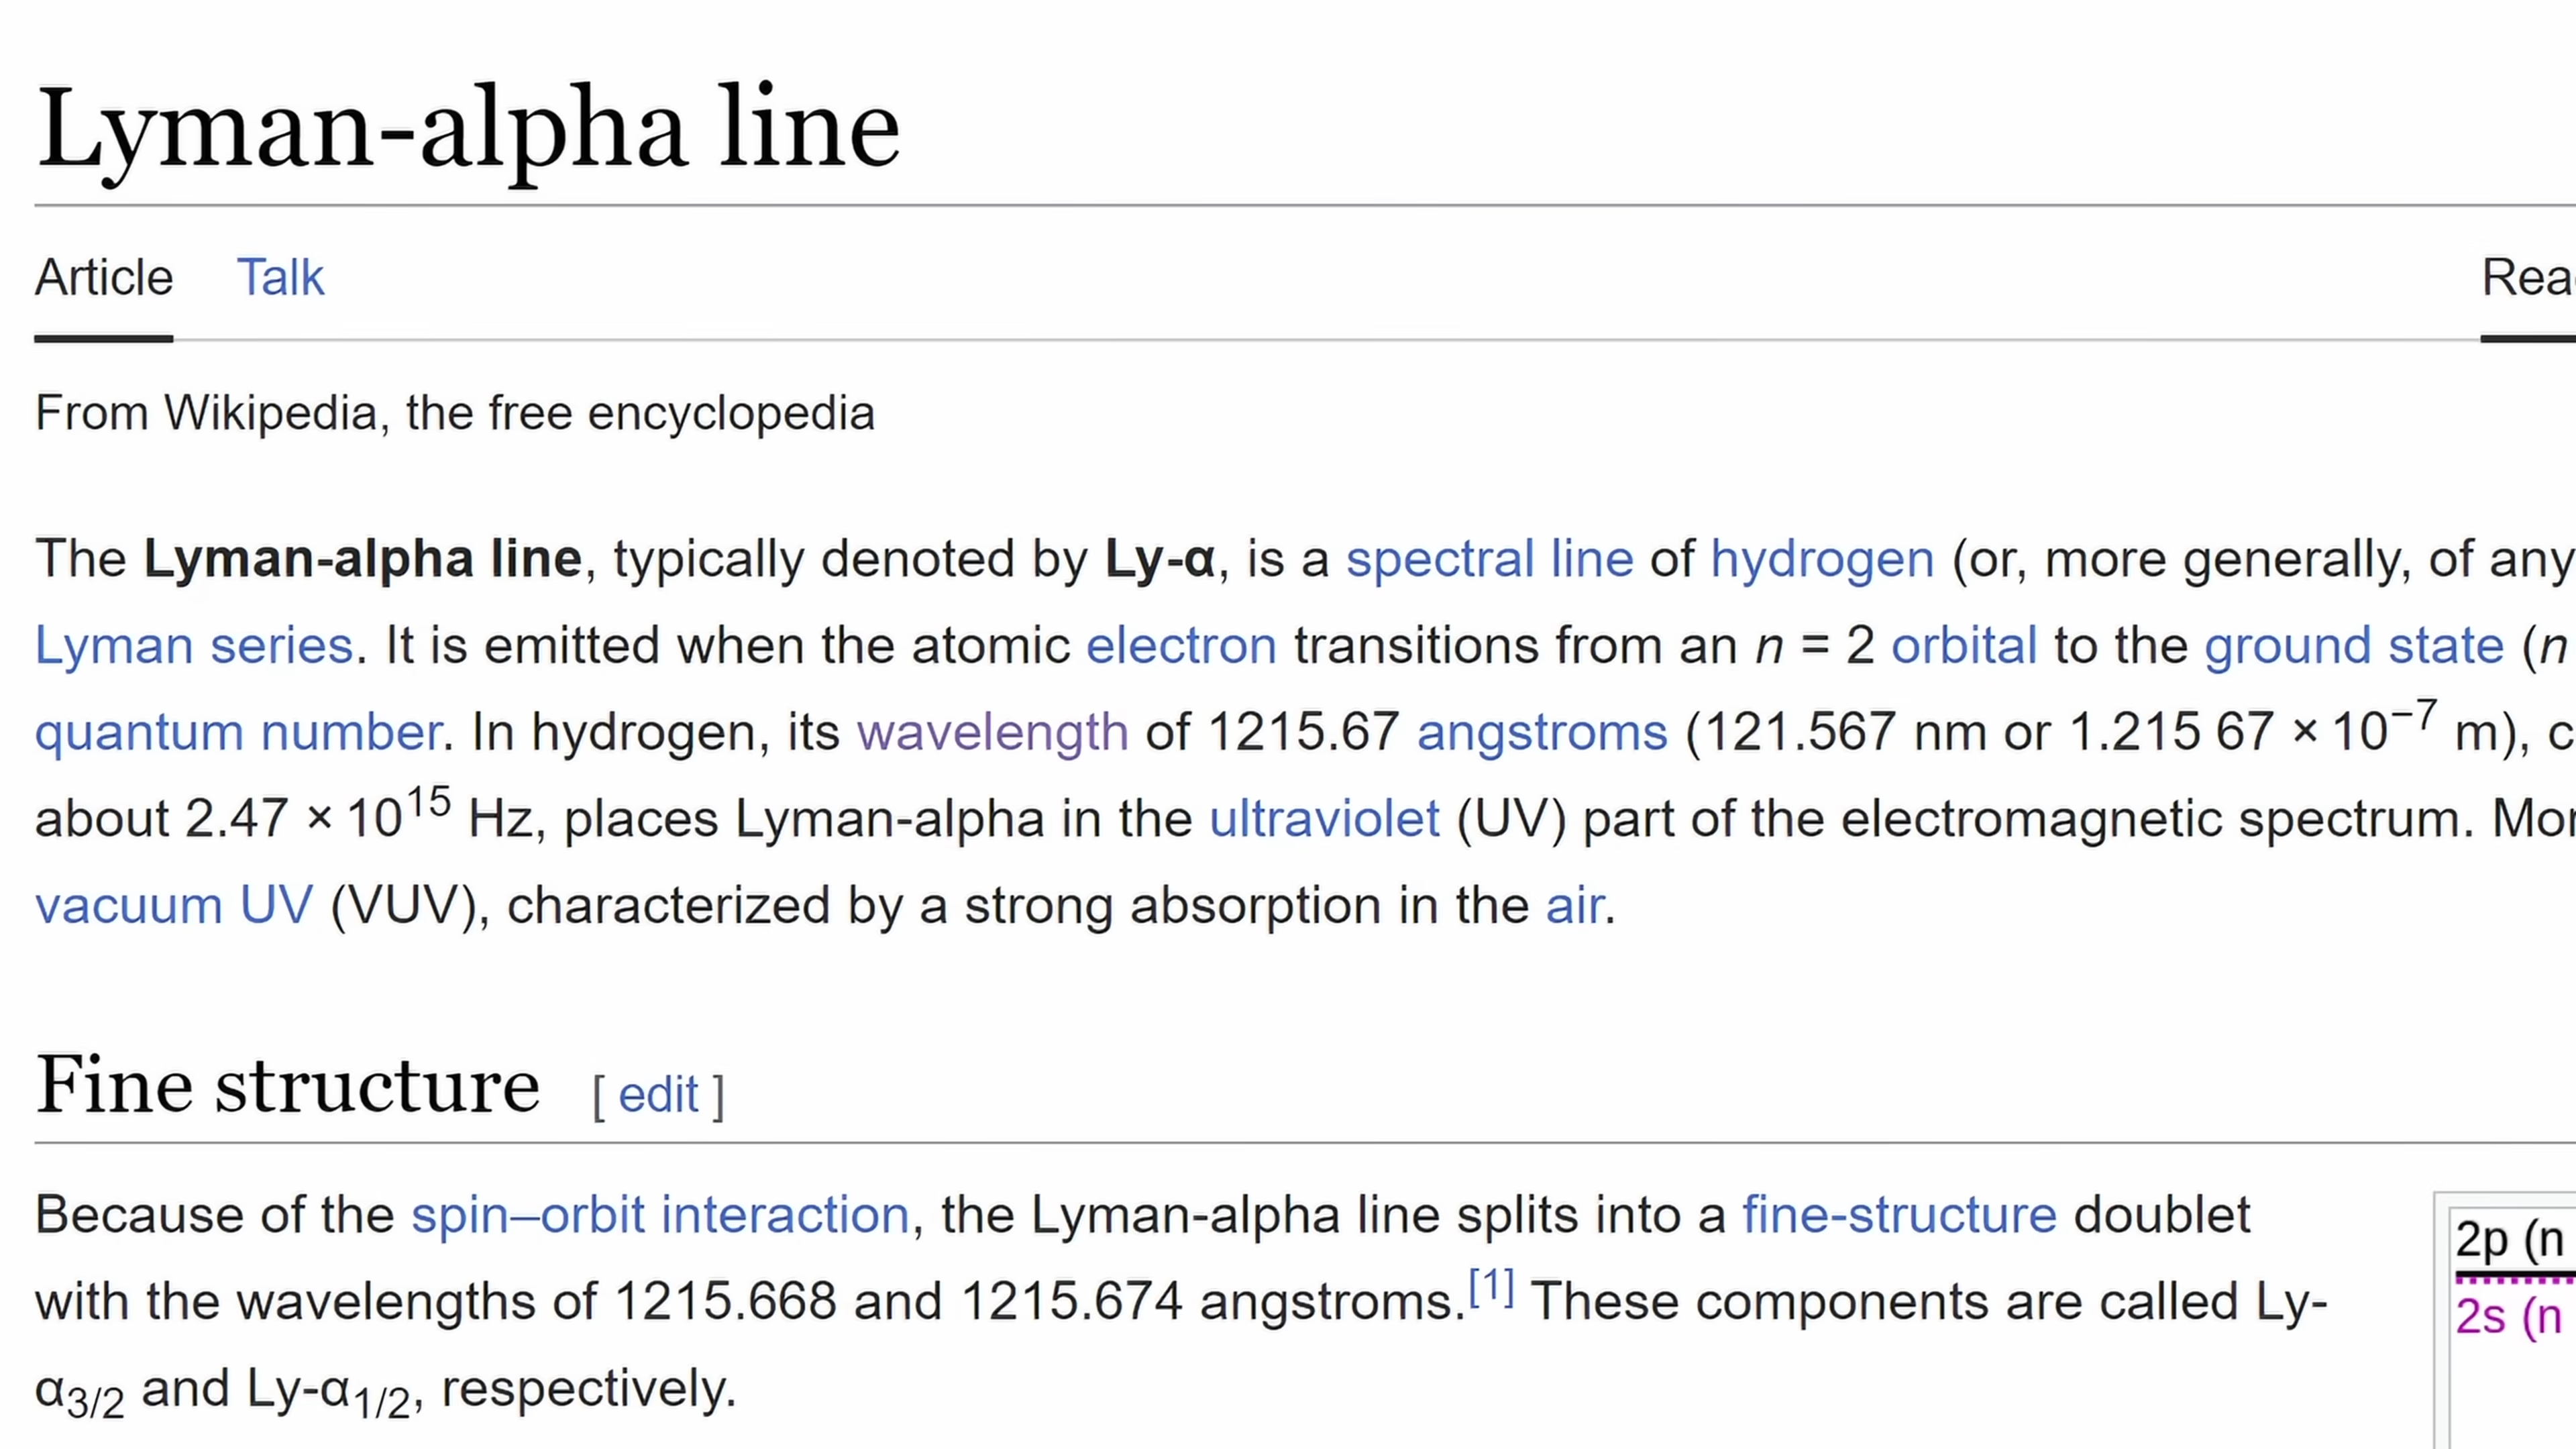 Lyman-alpha line
Article Talk
From Wikipedia, the free encyclopedia
The Lyman-alpha line, typically denoted by Ly-α, is a spectral line of hydrogen (or, more generally, of any
Lyman series. It is emitted when the atomic electron transitions from an n = 2 orbital to the ground state (n
quantum number. In hydrogen, its wavelength of 1215.67 angstroms (121.567 nm or 1.215 67 × 10⁻⁷ m),
about 2.47 × 10¹⁵ Hz, places Lyman-alpha in the ultraviolet (UV) part of the electromagnetic spectrum.
vacuum UV (VUV), characterized by a strong absorption in the air.
Fine structure [ edit ]
Because of the spin–orbit interaction, the Lyman-alpha line splits into a fine-structure doublet
with the wavelengths of 1215.668 and 1215.674 angstroms.[1] These components are called Ly-
α3/2 and Ly-α1/2, respectively.
2p (n
2s (n